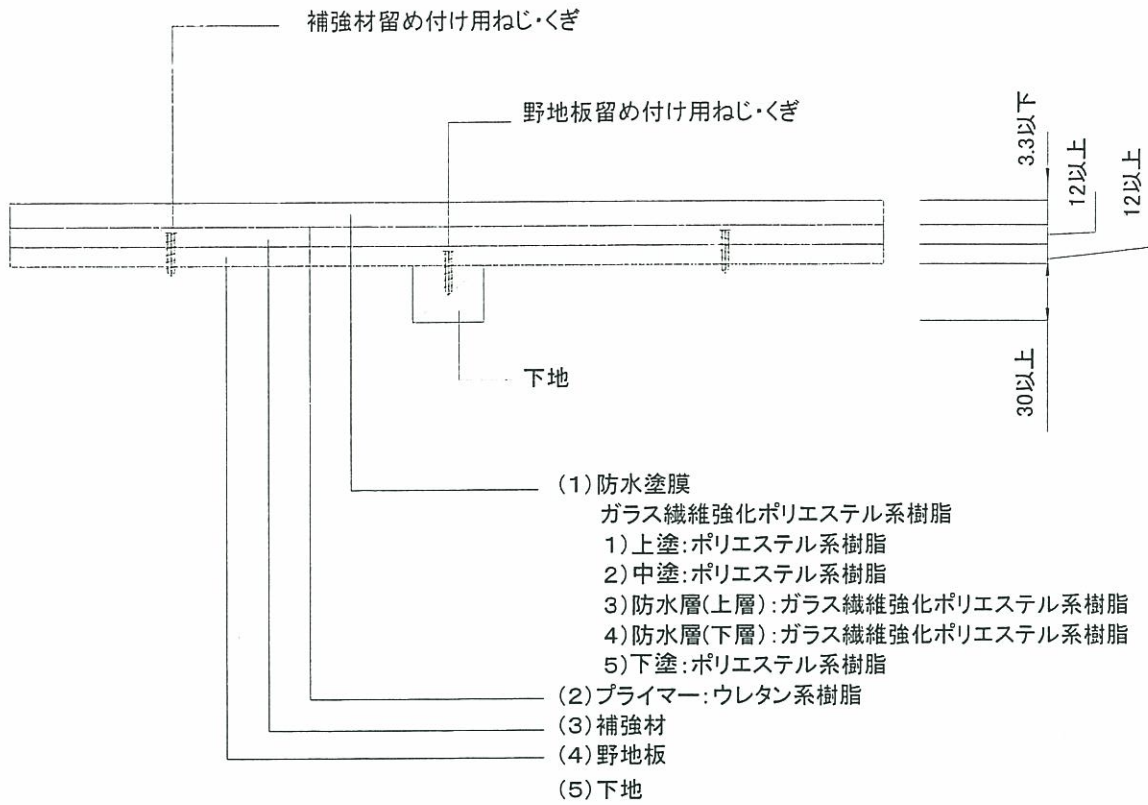 補強材留め付け用ねじ・くぎ
野地板留め付け用ねじ・くぎ
3.3以下
12以上
12以上
30以上
下地
(1)防水塗膜
ガラス繊維強化ポリエステル系樹脂
1)上塗:ポリエステル系樹脂
2)中塗:ポリエステル系樹脂
3)防水層(上層):ガラス繊維強化ポリエステル系樹脂
4)防水層(下層):ガラス繊維強化ポリエステル系樹脂
5)下塗:ポリエステル系樹脂
(2)プライマー:ウレタン系樹脂
(3)補強材
(4)野地板
(5)下地